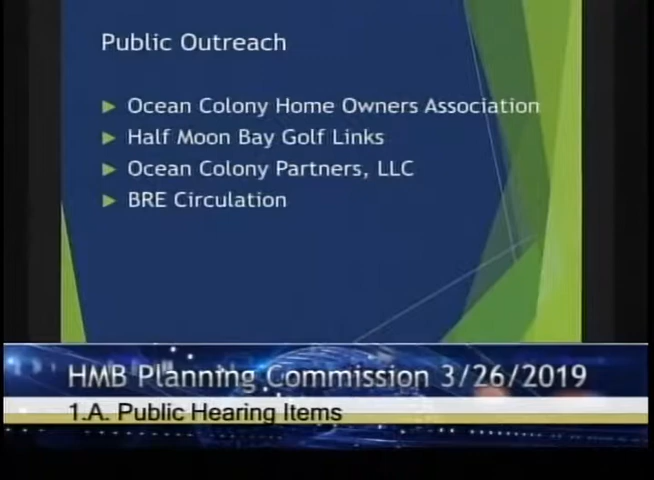 Public Outreach
Ocean Colony Home Owners Association
Half Moon Bay Golf Links
Ocean Colony Partners, LLC
BRE Circulation
HMB Planning Commission 3/26/2019
1.A. Public Hearing Items